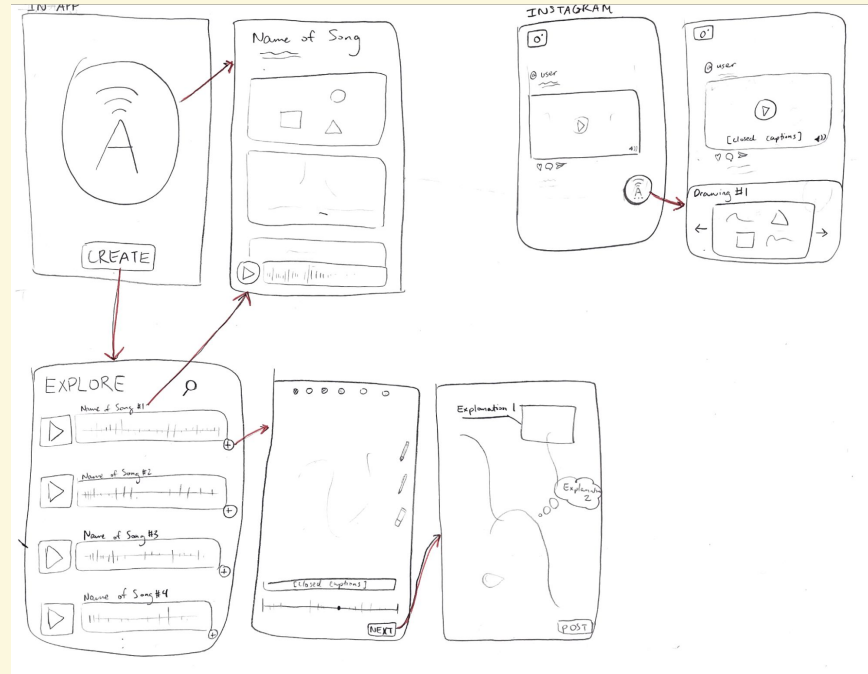 IN-APP
A
CREATE
Name of Song
INSTAGRAM
@ user
A
@ user
[closed captions]
Drawing #1
EXPLORE
Name of Song #1
Name of Song #2
Name of Song #3
Name of Song #4
[closed captions]
NEXT
Explanation 1
Explanation
2
POST